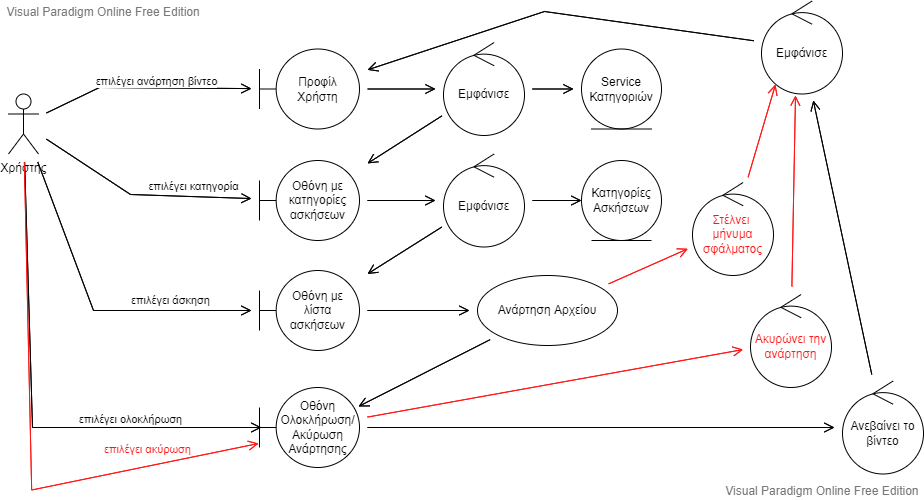 Visual Paradigm Online Free Edition
Εμφάνισε
επιλέγει ανάρτηση βίντεο
Προφίλ
Χρήστη
Εμφάνισε
Service
Κατηγοριών
Χρήστης
επιλέγει κατηγορία
Οθόνη με
κατηγορίες
ασκήσεων
Εμφάνισε
Κατηγορίες
Ασκήσεων
Στέλνει
μήνυμα
σφάλματος
επιλέγει άσκηση
Οθόνη με
λίστα
ασκήσεων
Ανάρτηση Αρχείου
Ακυρώνει την
ανάρτηση
επιλέγει ολοκλήρωση
Οθόνη
Ολοκλήρωση/
Ακύρωση
Ανάρτησης
επιλέγει ακύρωση
Ανεβαίνει το
βίντεο
Visual Paradigm Online Free Edition